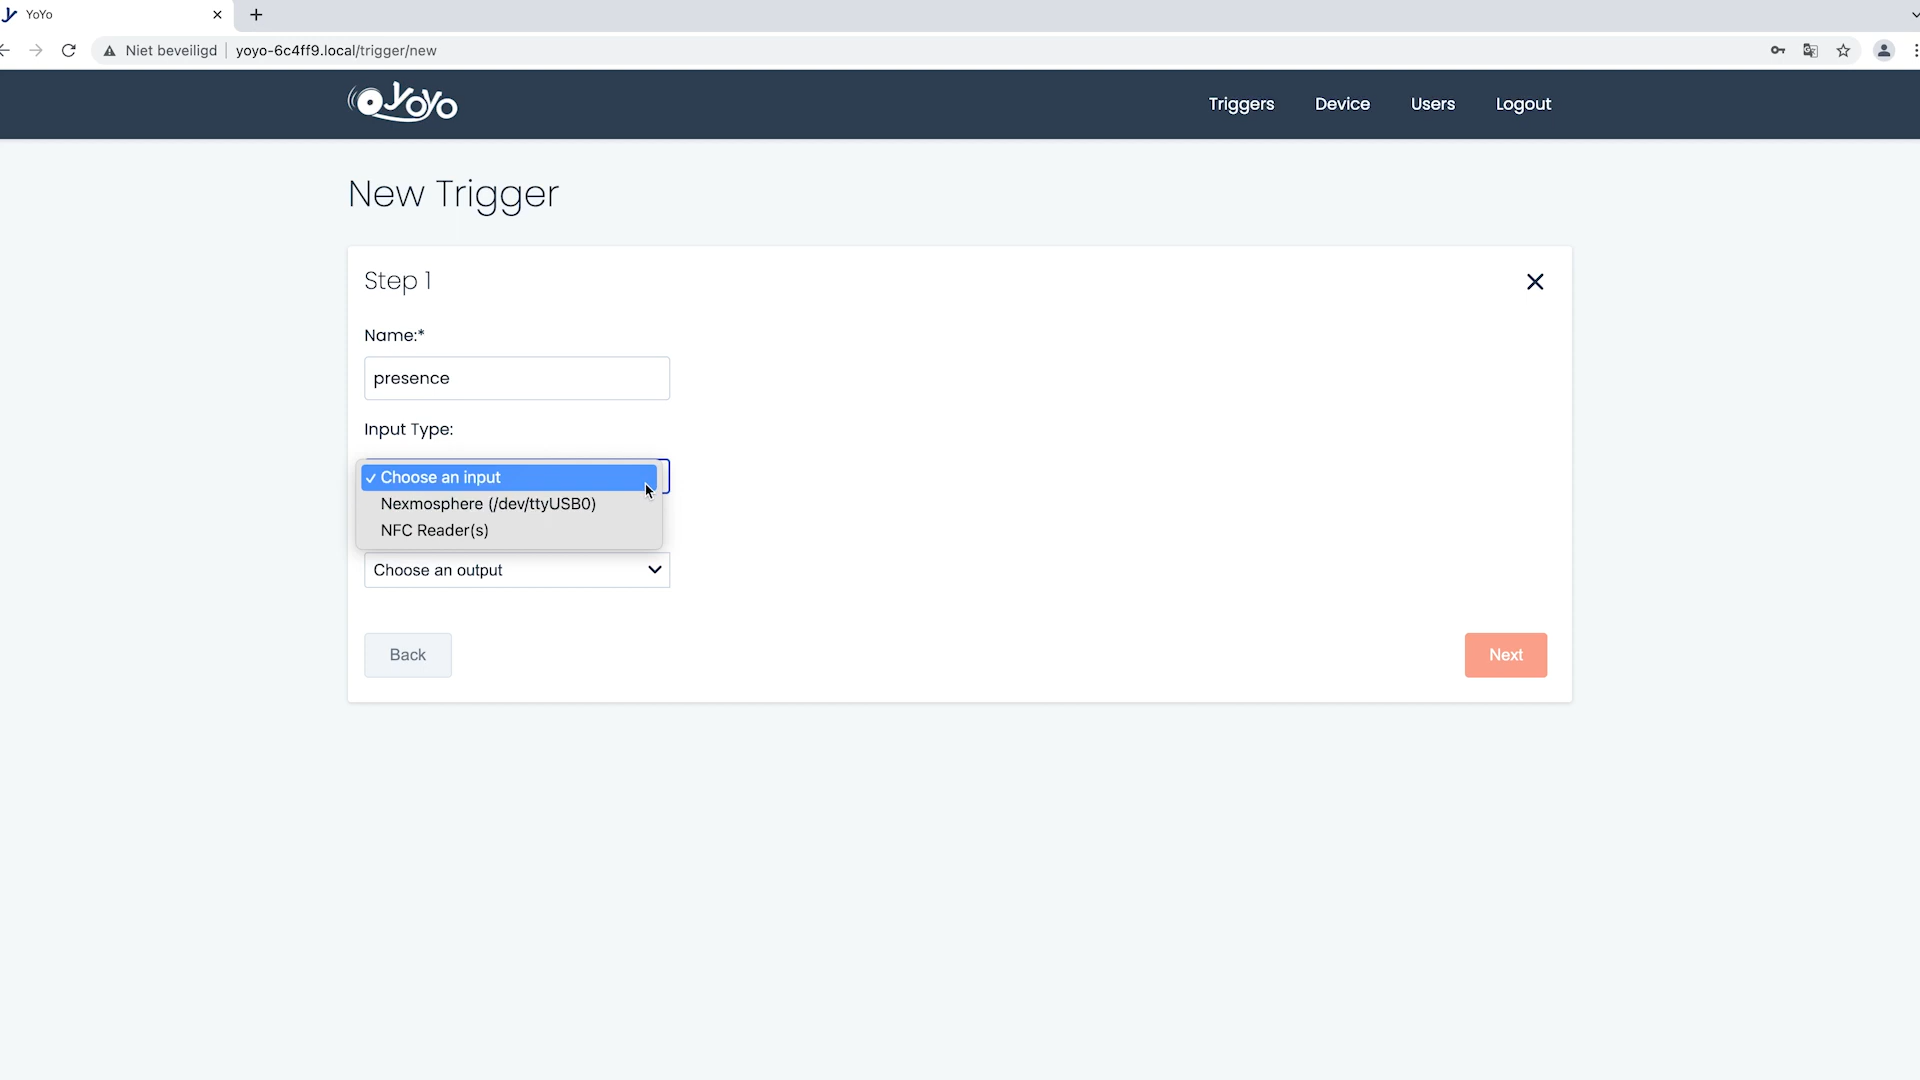 YoYo
Niet beveiligd
yoyo-6c4ff9.local/trigger/new
yoyo
Triggers
Device
Users
Logout
New Trigger
Step 1
Name:*
presence
Input Type:
✓ Choose an input
Nexmosphere (/dev/ttyUSB0)
NFC Reader(s)
Choose an output
Back
Next